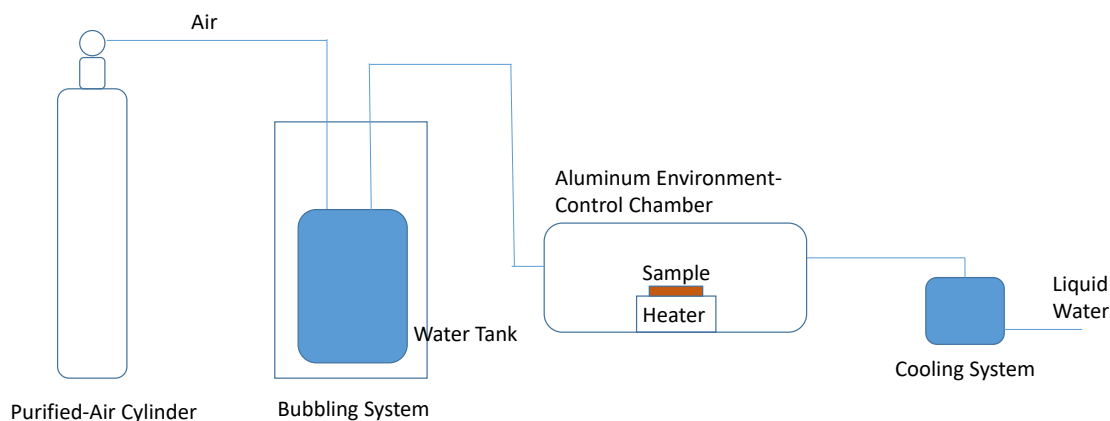 Air
Aluminum Environment-
Control Chamber
Sample
Heater
Liquid
Water
Water Tank
Cooling System
Purified-Air Cylinder
Bubbling System